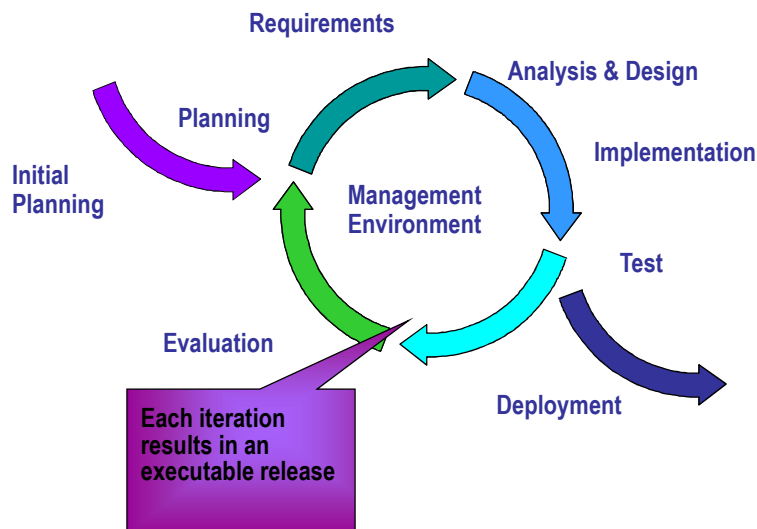 Requirements
Analysis & Design
Planning
Implementation
Initial
Planning
Management
Environment
Test
Evaluation
Deployment
Each iteration
results in an
executable release